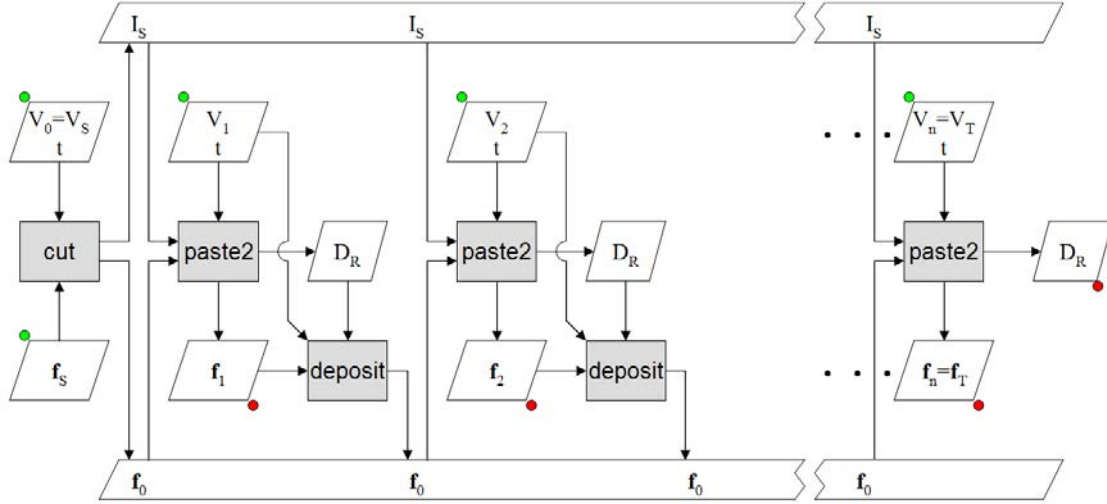 I_S I_S I_S
V_0=V_S
t
V_1
t
V_2
t
V_n=V_T
t
. . .
cut
paste2
D_R
paste2
D_R
paste2
D_R
f_S
f_1
deposit
f_2
deposit
. . .
f_n=f_T
f_0 f_0 f_0 f_0